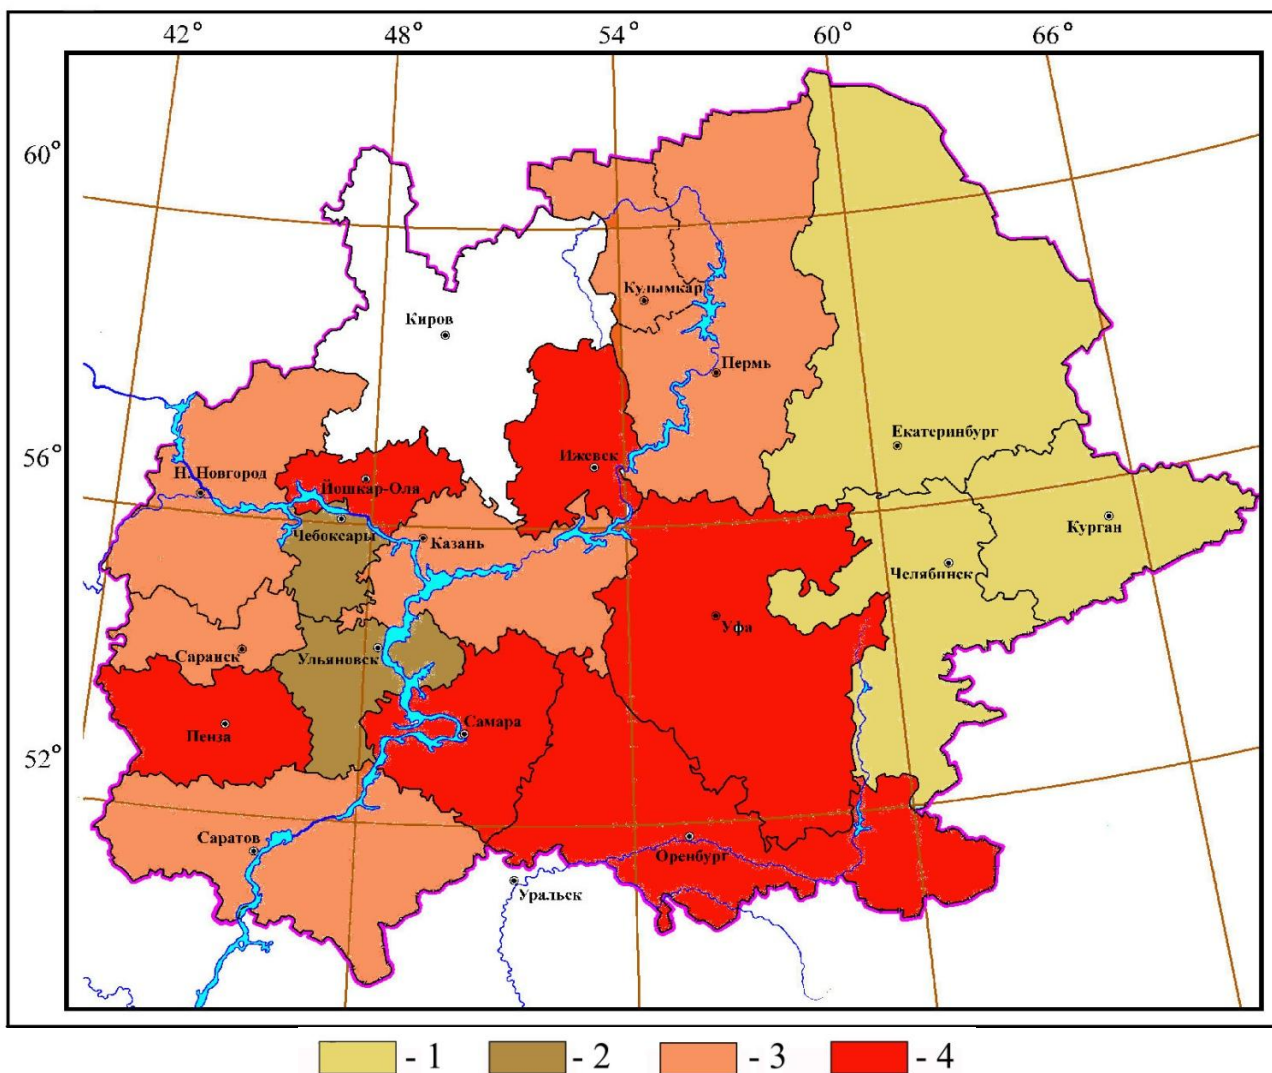 42° 48° 54° 60° 66°
60°
56°
52°
Кудымкар
Киров
Пермь
Екатеринбург
Ижевск
Н. Новгород
Йошкар-Ола
Курган
Чебоксары
Казань
Челябинск
Уфа
Саранск
Ульяновск
Самара
Пенза
Саратов
Оренбург
Уральск
- 1 - 2 - 3 - 4